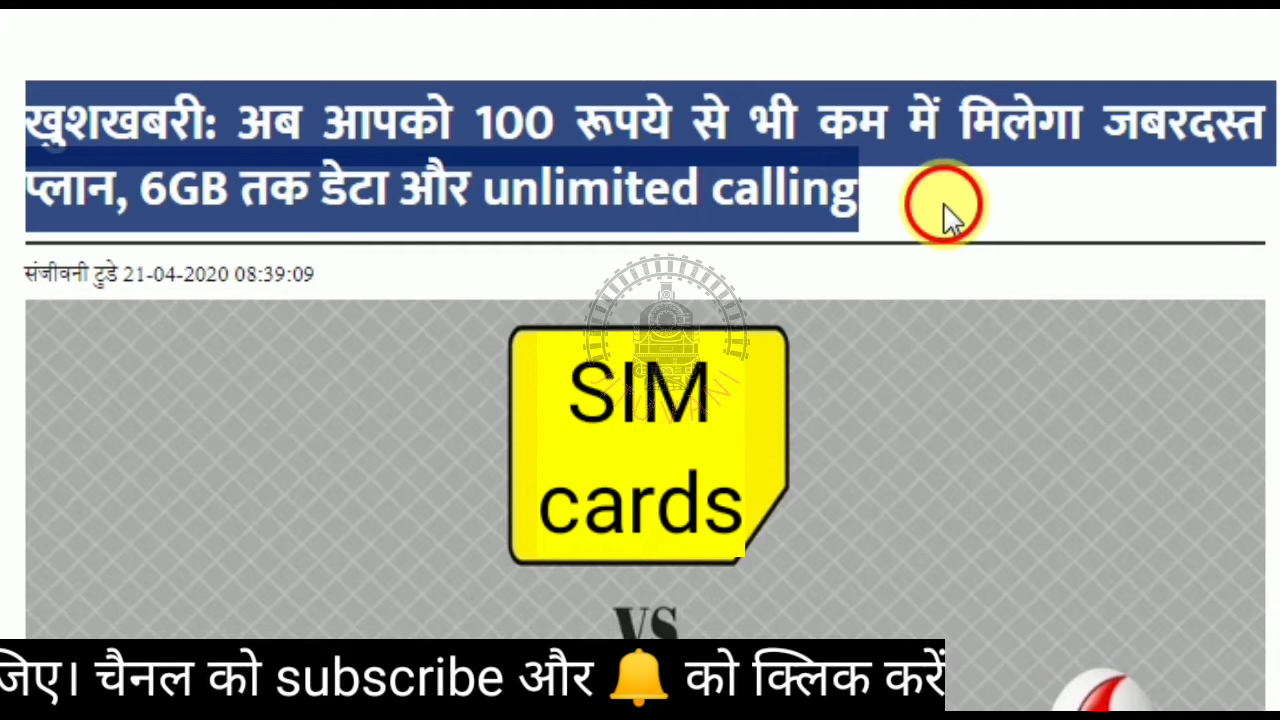 खुशखबरी: अब आपको 100 रूपये से भी कम में मिलेगा जबरदस्त
प्लान, 6GB तक डेटा और unlimited calling
संजीवनी टुडे 21-04-2020 08:39:09
SIM
cards
VS
चैनल को subscribe और 🔔 को क्लिक करें